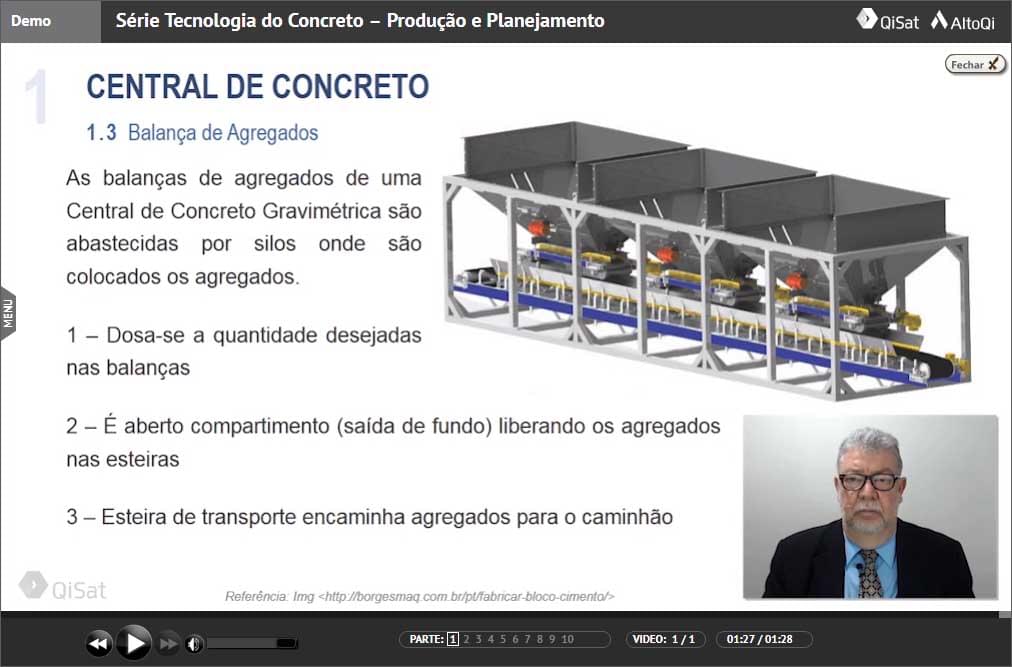 Demo
Série Tecnologia do Concreto – Produção e Planejamento
QiSat AltoQi
Fechar
1
CENTRAL DE CONCRETO
1.3 Balança de Agregados
As balanças de agregados de uma
Central de Concreto Gravimétrica são
abastecidas por silos onde são
colocados os agregados.
1 – Dosa-se a quantidade desejadas
nas balanças
2 – É aberto compartimento (saída de fundo) liberando os agregados
nas esteiras
3 – Esteira de transporte encaminha agregados para o caminhão
MENU
QiSat
Referência: Img <http://borgesmaq.com.br/pt/fabricar-bloco-cimento/>
PARTE: 1 2 3 4 5 6 7 8 9 10
VIDEO: 1 / 1
01:27 / 01:28